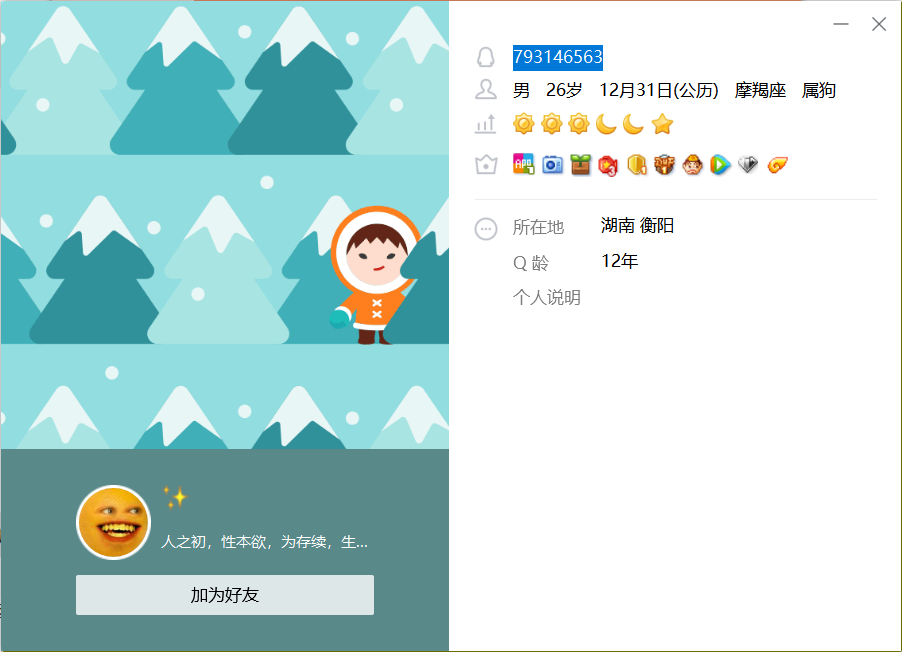 793146563
男 26岁 12月31日(公历) 摩羯座 属狗
所在地 湖南 衡阳
Q 龄 12年
个人说明
人之初，性本欲，为存续，生...
加为好友